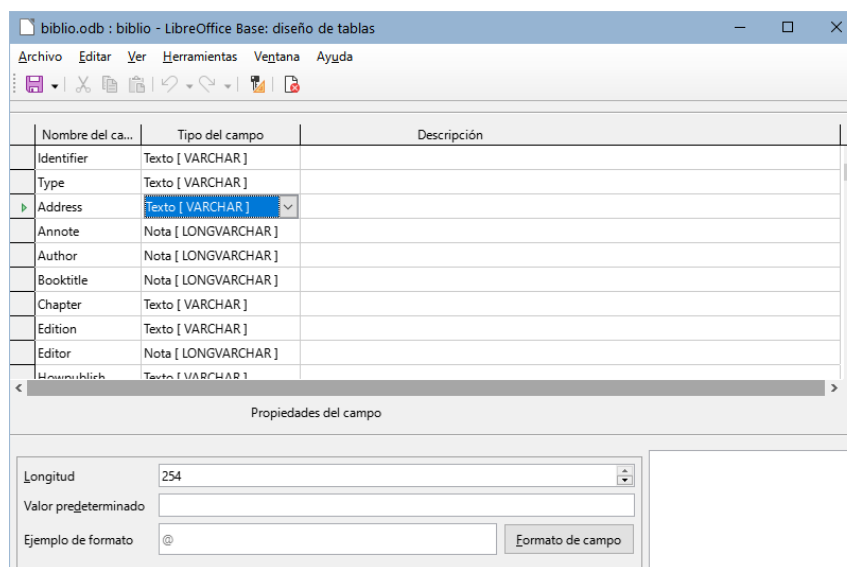 biblio.odb : biblio - LibreOffice Base: diseño de tablas
Archivo Editar Ver Herramientas Ventana Ayuda
Nombre del ca... Tipo del campo Descripción
Identifier Texto [ VARCHAR ]
Type Texto [ VARCHAR ]
Address Texto [ VARCHAR ]
Annote Nota [ LONGVARCHAR ]
Author Nota [ LONGVARCHAR ]
Booktitle Nota [ LONGVARCHAR ]
Chapter Texto [ VARCHAR ]
Edition Texto [ VARCHAR ]
Editor Nota [ LONGVARCHAR ]
Howpublish Texto [ VARCHAR ]
Propiedades del campo
Longitud 254
Valor predeterminado
Ejemplo de formato @ Formato de campo